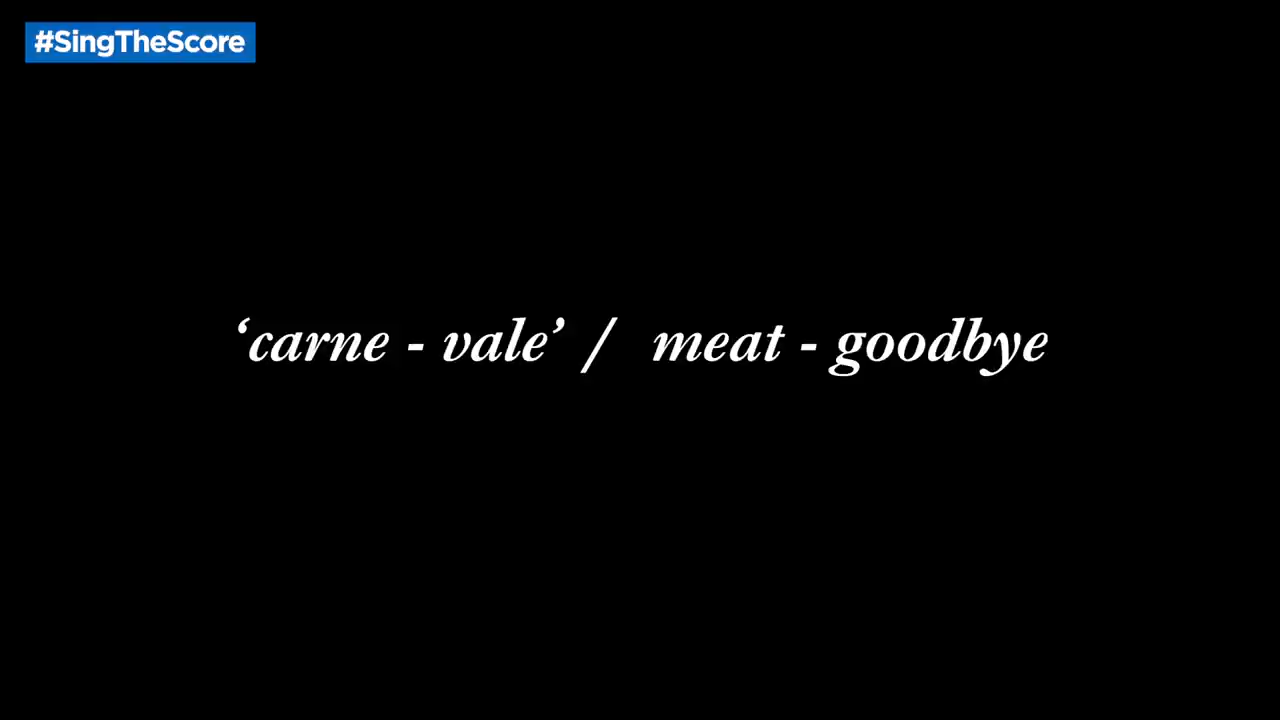 #SingTheScore
‘carne - vale’ / meat - goodbye